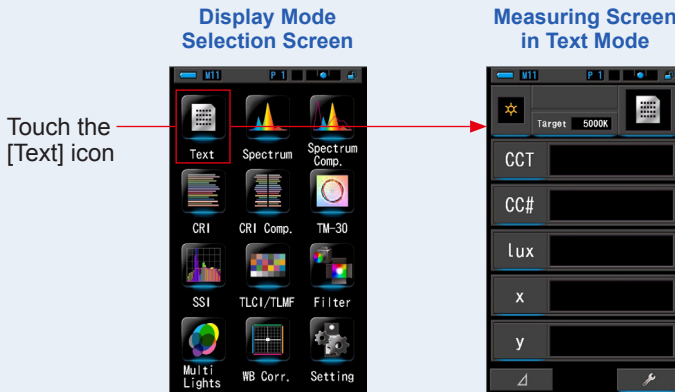 Display Mode
Selection Screen
Measuring Screen
in Text Mode
Touch the
[Text] icon
M11
P 1
Text
Spectrum
Spectrum
Comp.
CRI
CRI Comp.
TM-30
SSI
TLCI/TLMF
Filter
Multi
Lights
WB Corr.
Setting
M11
P 1
Target 5000K
CCT
CC#
lux
x
y